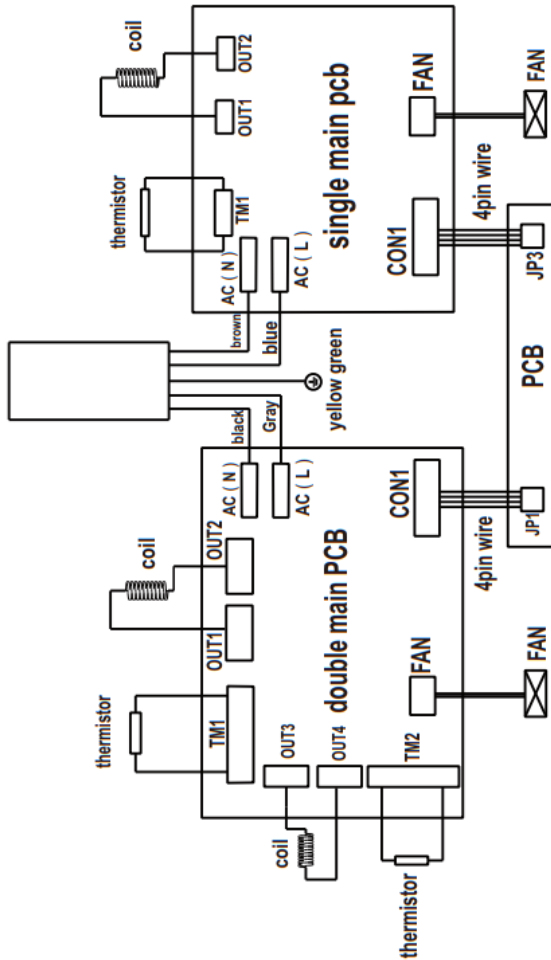 coil
OUT2
OUT1
thermistor
TM1
AC ( N )
AC ( L )
single main pcb
CON1
FAN
4pin wire
FAN
brown
blue
yellow green
black
Gray
AC ( N )
AC ( L )
coil
OUT2
OUT1
thermistor
TM1
OUT3
OUT4
coil
TM2
thermistor
double main PCB
CON1
FAN
4pin wire
FAN
JP3
PCB
JP1